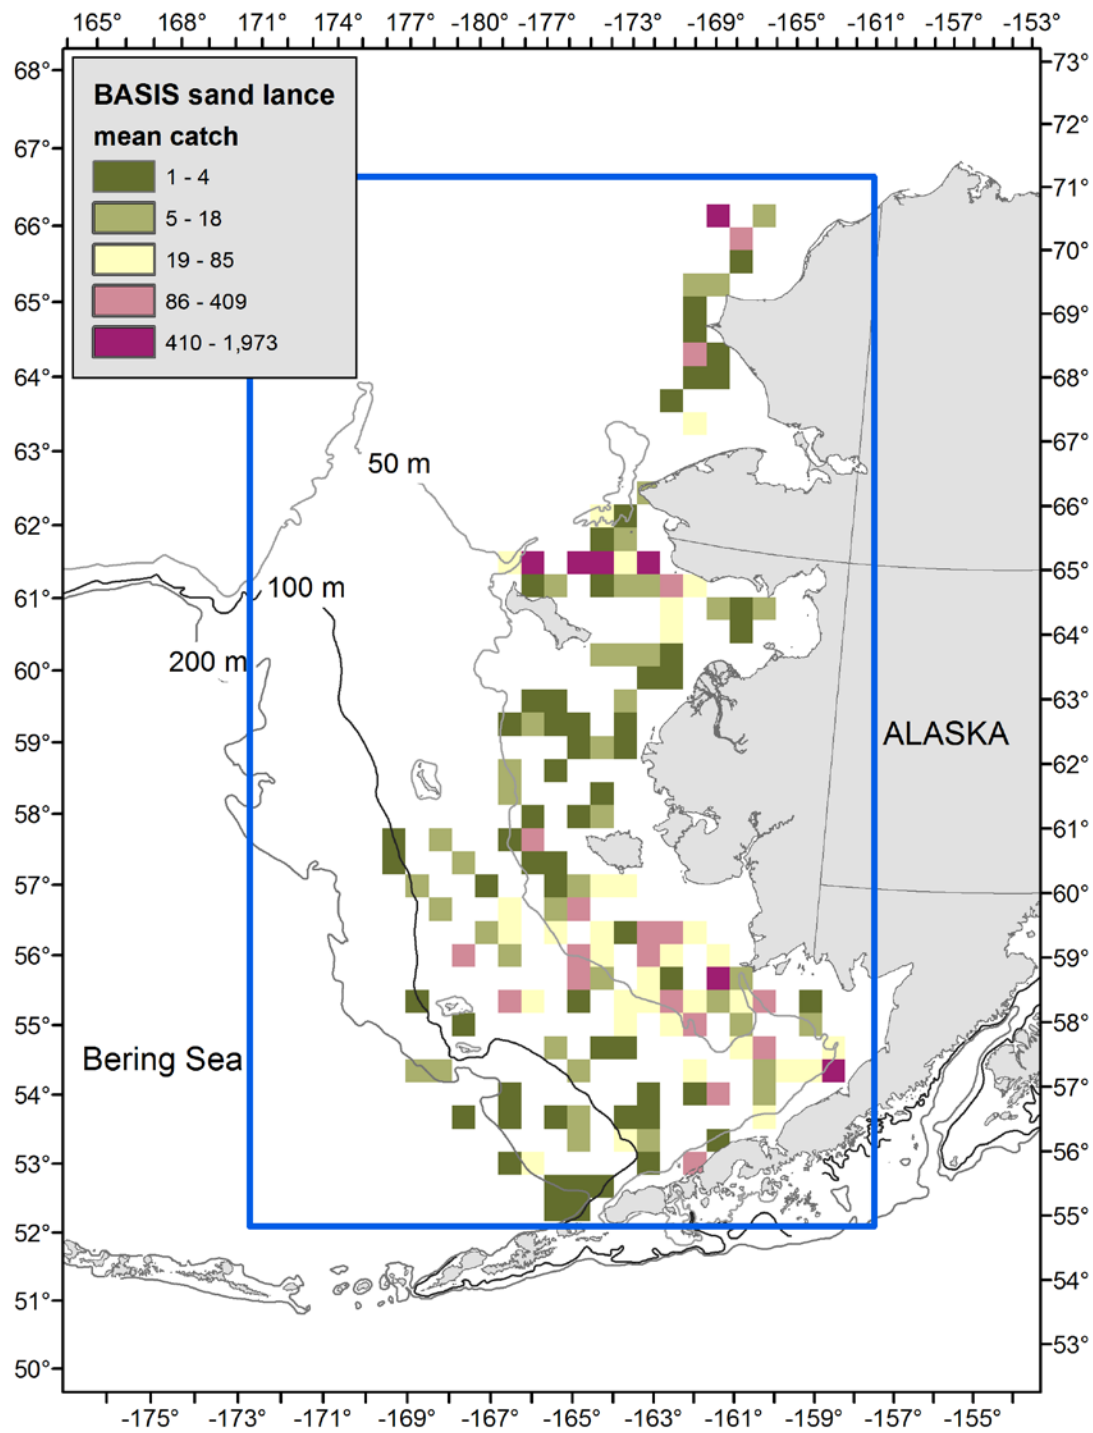 165° 168° 171° 174° 177° -180° -177° -173° -169° -165° -161° -157° -153°
BASIS sand lance
mean catch
1 - 4
5 - 18
19 - 85
86 - 409
410 - 1,973
68°
67°
66°
65°
64°
63°
62°
61°
60°
59°
58°
57°
56°
55°
54°
53°
52°
51°
50°
50 m
100 m
200 m
ALASKA
Bering Sea
73°
72°
71°
70°
69°
68°
67°
66°
65°
64°
63°
62°
61°
60°
59°
58°
57°
56°
55°
54°
53°
-175° -173° -171° -169° -167° -165° -163° -161° -159° -157° -155°